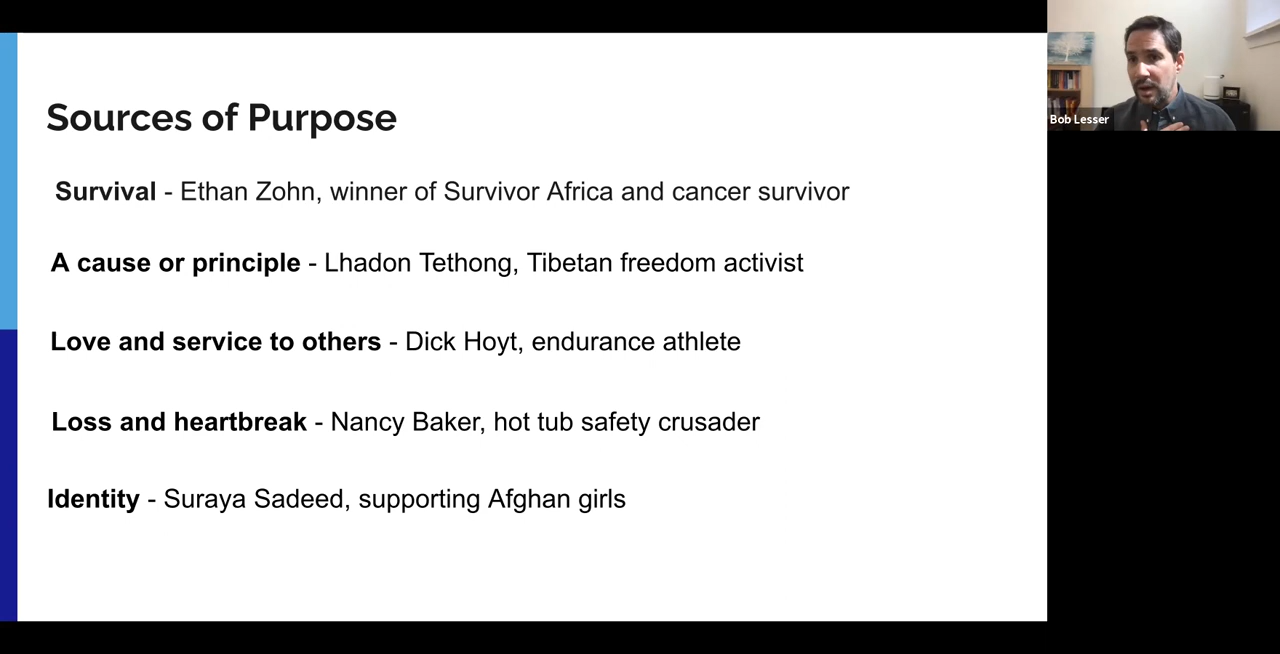 Sources of Purpose
Survival - Ethan Zohn, winner of Survivor Africa and cancer survivor
A cause or principle - Lhadon Tethong, Tibetan freedom activist
Love and service to others - Dick Hoyt, endurance athlete
Loss and heartbreak - Nancy Baker, hot tub safety crusader
Identity - Suraya Sadeed, supporting Afghan girls
Bob Lesser